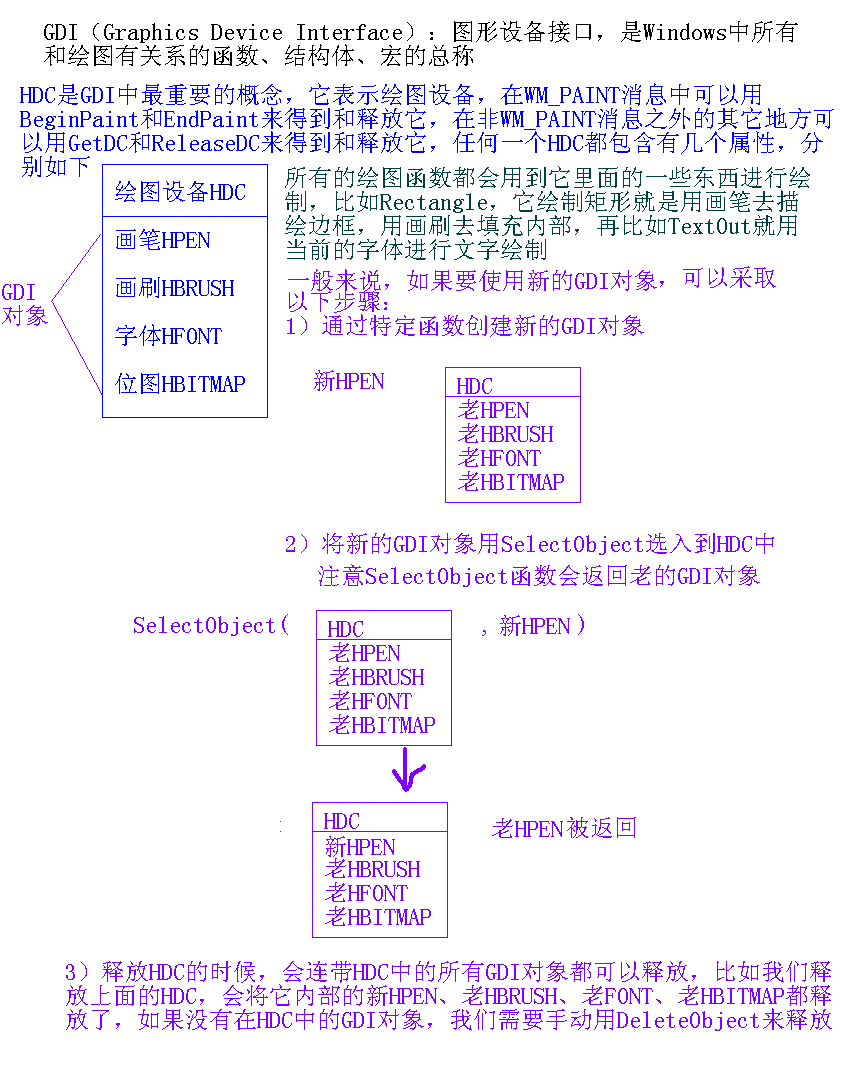 GDI（Graphics Device Interface）：图形设备接口，是Windows中所有
和绘图有关系的函数、结构体、宏的总称
HDC是GDI中最重要的概念，它表示绘图设备，在WM_PAINT消息中可以用
BeginPaint和EndPaint来得到和释放它，在非WM_PAINT消息之外的其它地方可
以用GetDC和ReleaseDC来得到和释放它，任何一个HDC都包含有几个属性，分
别如下
绘图设备HDC
画笔HPEN
画刷HBRUSH
字体HFONT
位图HBITMAP
GDI
对象
所有的绘图函数都会用到它里面的一些东西进行绘
制，比如Rectangle，它绘制矩形就是用画笔去描
绘边框，用画刷去填充内部，再比如TextOut就用
当前的字体进行文字绘制
一般来说，如果要使用新的GDI对象，可以采取
以下步骤：
1）通过特定函数创建新的GDI对象
新HPEN
HDC
老HPEN
老HBRUSH
老HFONT
老HBITMAP
2）将新的GDI对象用SelectObject选入到HDC中
注意SelectObject函数会返回老的GDI对象
SelectObject(
HDC
老HPEN
老HBRUSH
老HFONT
老HBITMAP
，新HPEN)
HDC
新HPEN
老HBRUSH
老HFONT
老HBITMAP
老HPEN被返回
3）释放HDC的时候，会连带HDC中的所有GDI对象都可以释放，比如我们释
放上面的HDC，会将它内部的新HPEN、老HBRUSH、老FONT、老HBITMAP都释
放了，如果没有在HDC中的GDI对象，我们需要手动用DeleteObject来释放